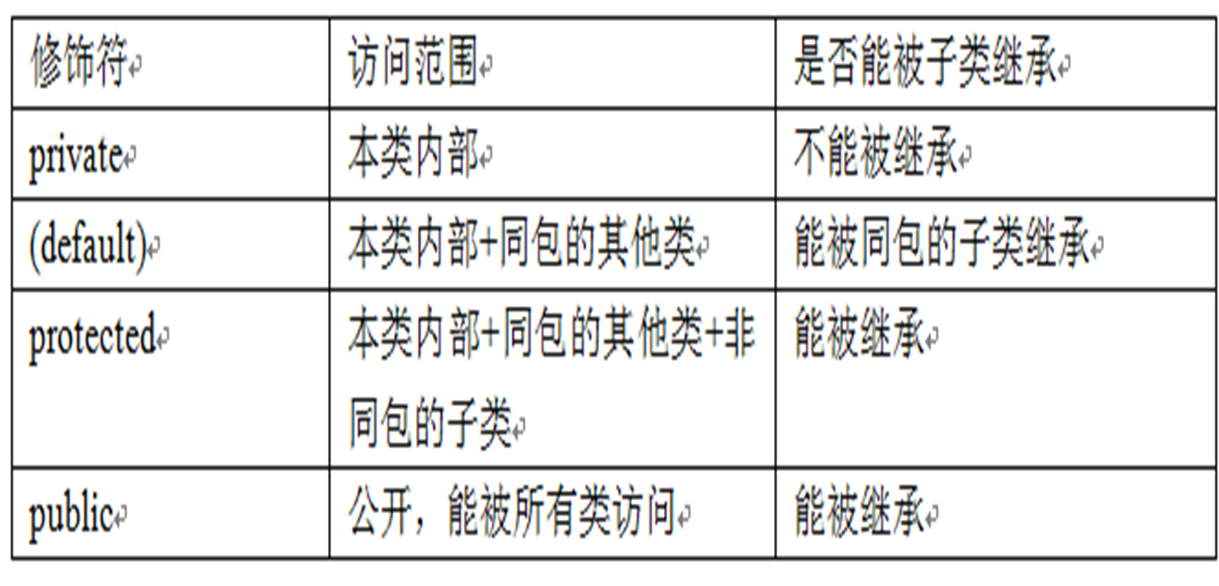 修饰符
访问范围
是否能被子类继承
private
本类内部
不能被继承
(default)
本类内部+同包的其他类
能被同包的子类继承
protected
本类内部+同包的其他类+非
同包的子类
能被继承
public
公开，能被所有类访问
能被继承